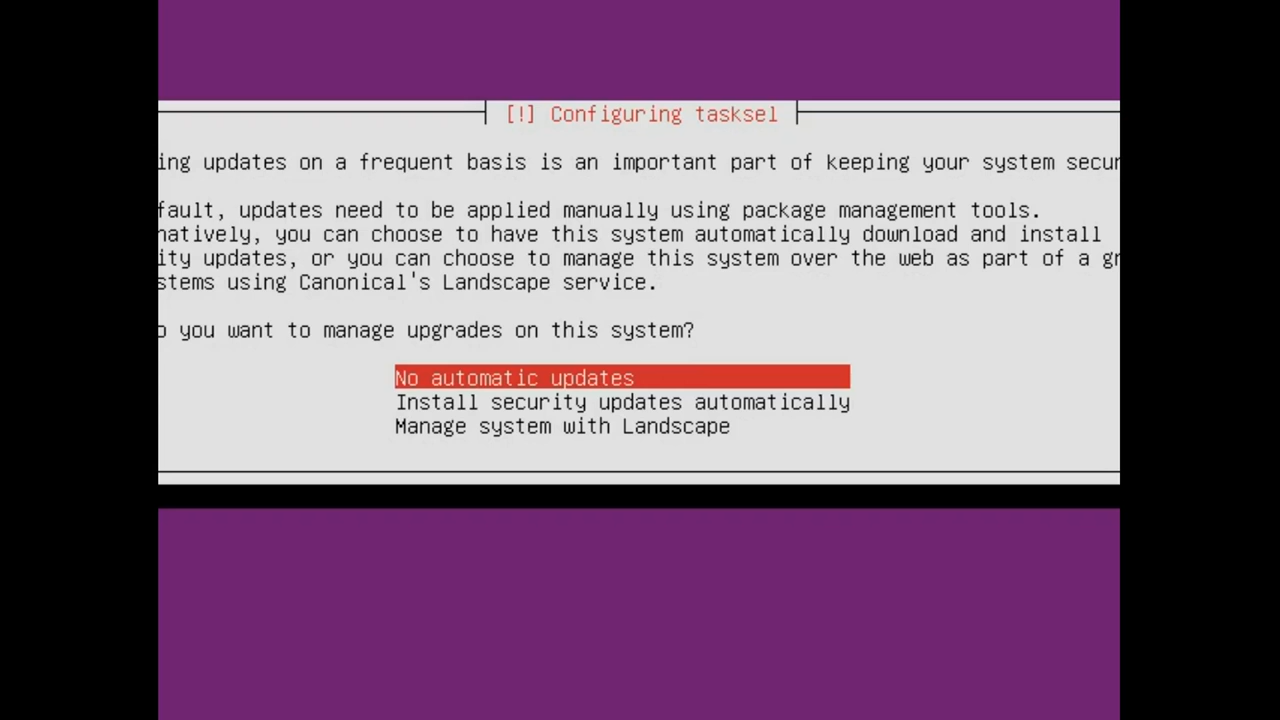 [!] Configuring tasksel
ing updates on a frequent basis is an important part of keeping your system secur
fault, updates need to be applied manually using package management tools.
natively, you can choose to have this system automatically download and install
ity updates, or you can choose to manage this system over the web as part of a gr
stems using Canonical's Landscape service.
o you want to manage upgrades on this system?
No automatic updates
Install security updates automatically
Manage system with Landscape